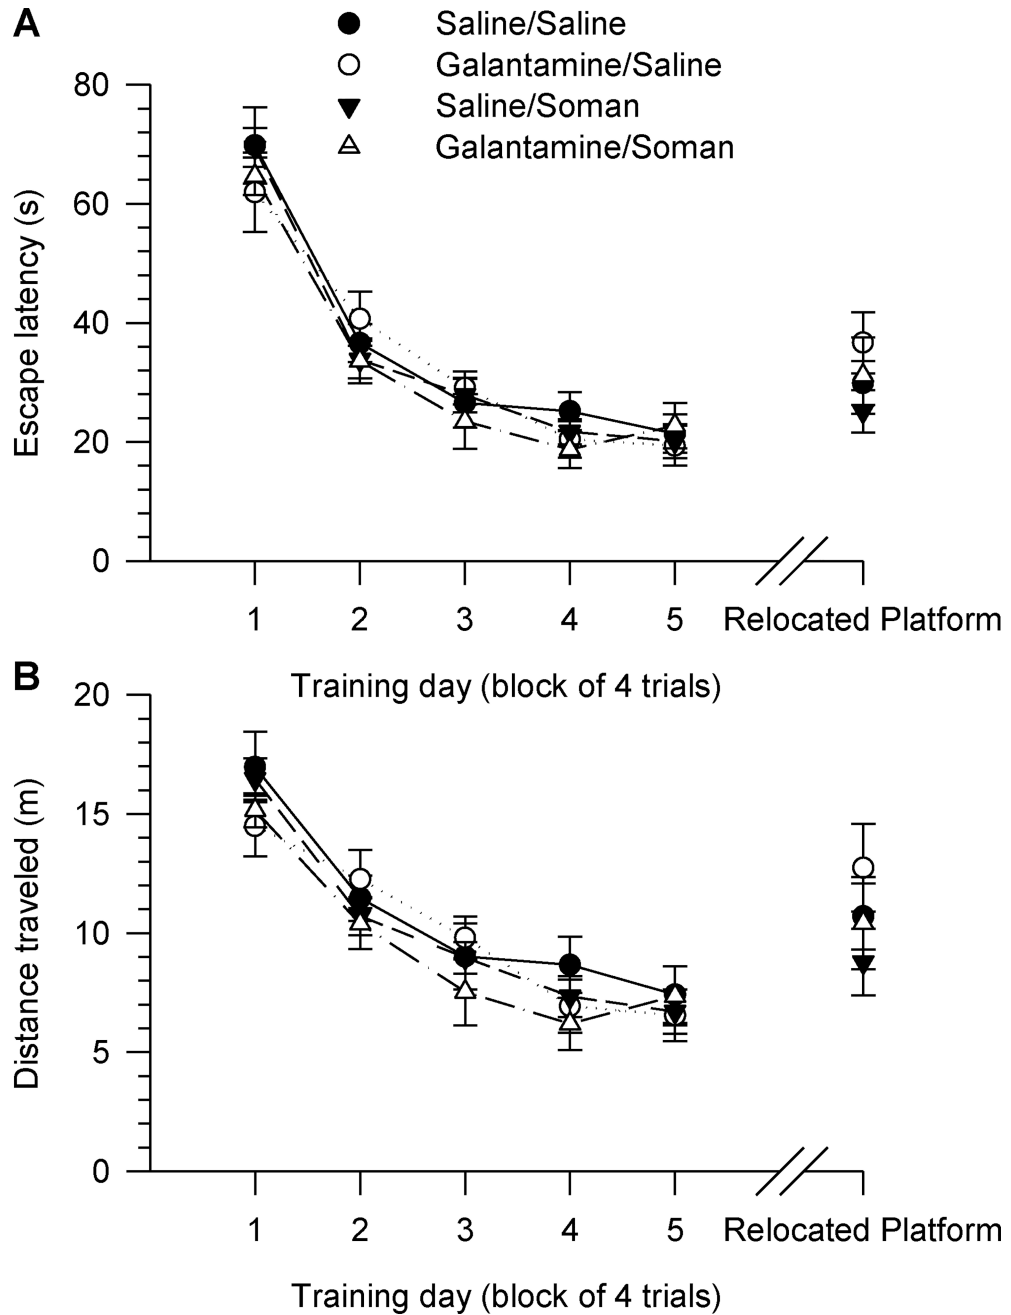 A
Saline/Saline
Galantamine/Saline
Saline/Soman
Galantamine/Soman
80
60
40
20
0
Escape latency (s)
1 2 3 4 5 Relocated Platform
Training day (block of 4 trials)
B
20
15
10
5
0
Distance traveled (m)
1 2 3 4 5 Relocated Platform
Training day (block of 4 trials)